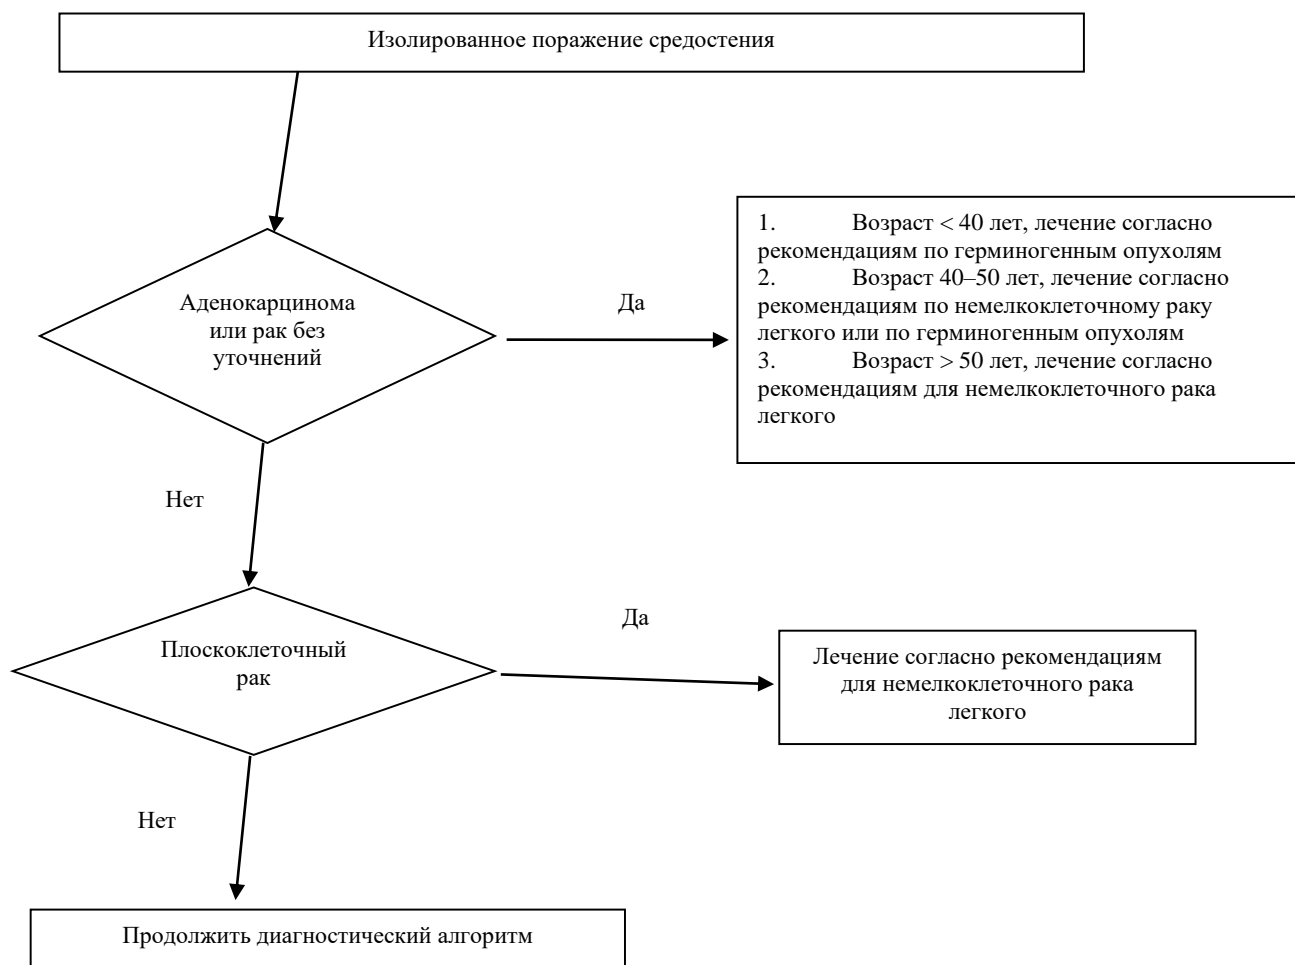 Изолированное поражение средостения
Аденокарцинома
или рак без
уточнений
Да
1. Возраст < 40 лет, лечение согласно
рекомендациям по герминогенным опухолям
2. Возраст 40–50 лет, лечение согласно
рекомендациям по немелкоклеточному раку
легкого или по герминогенным опухолям
3. Возраст > 50 лет, лечение согласно
рекомендациям для немелкоклеточного рака
легкого
Нет
Плоскоклеточный
рак
Да
Лечение согласно рекомендациям
для немелкоклеточного рака
легкого
Нет
Продолжить диагностический алгоритм